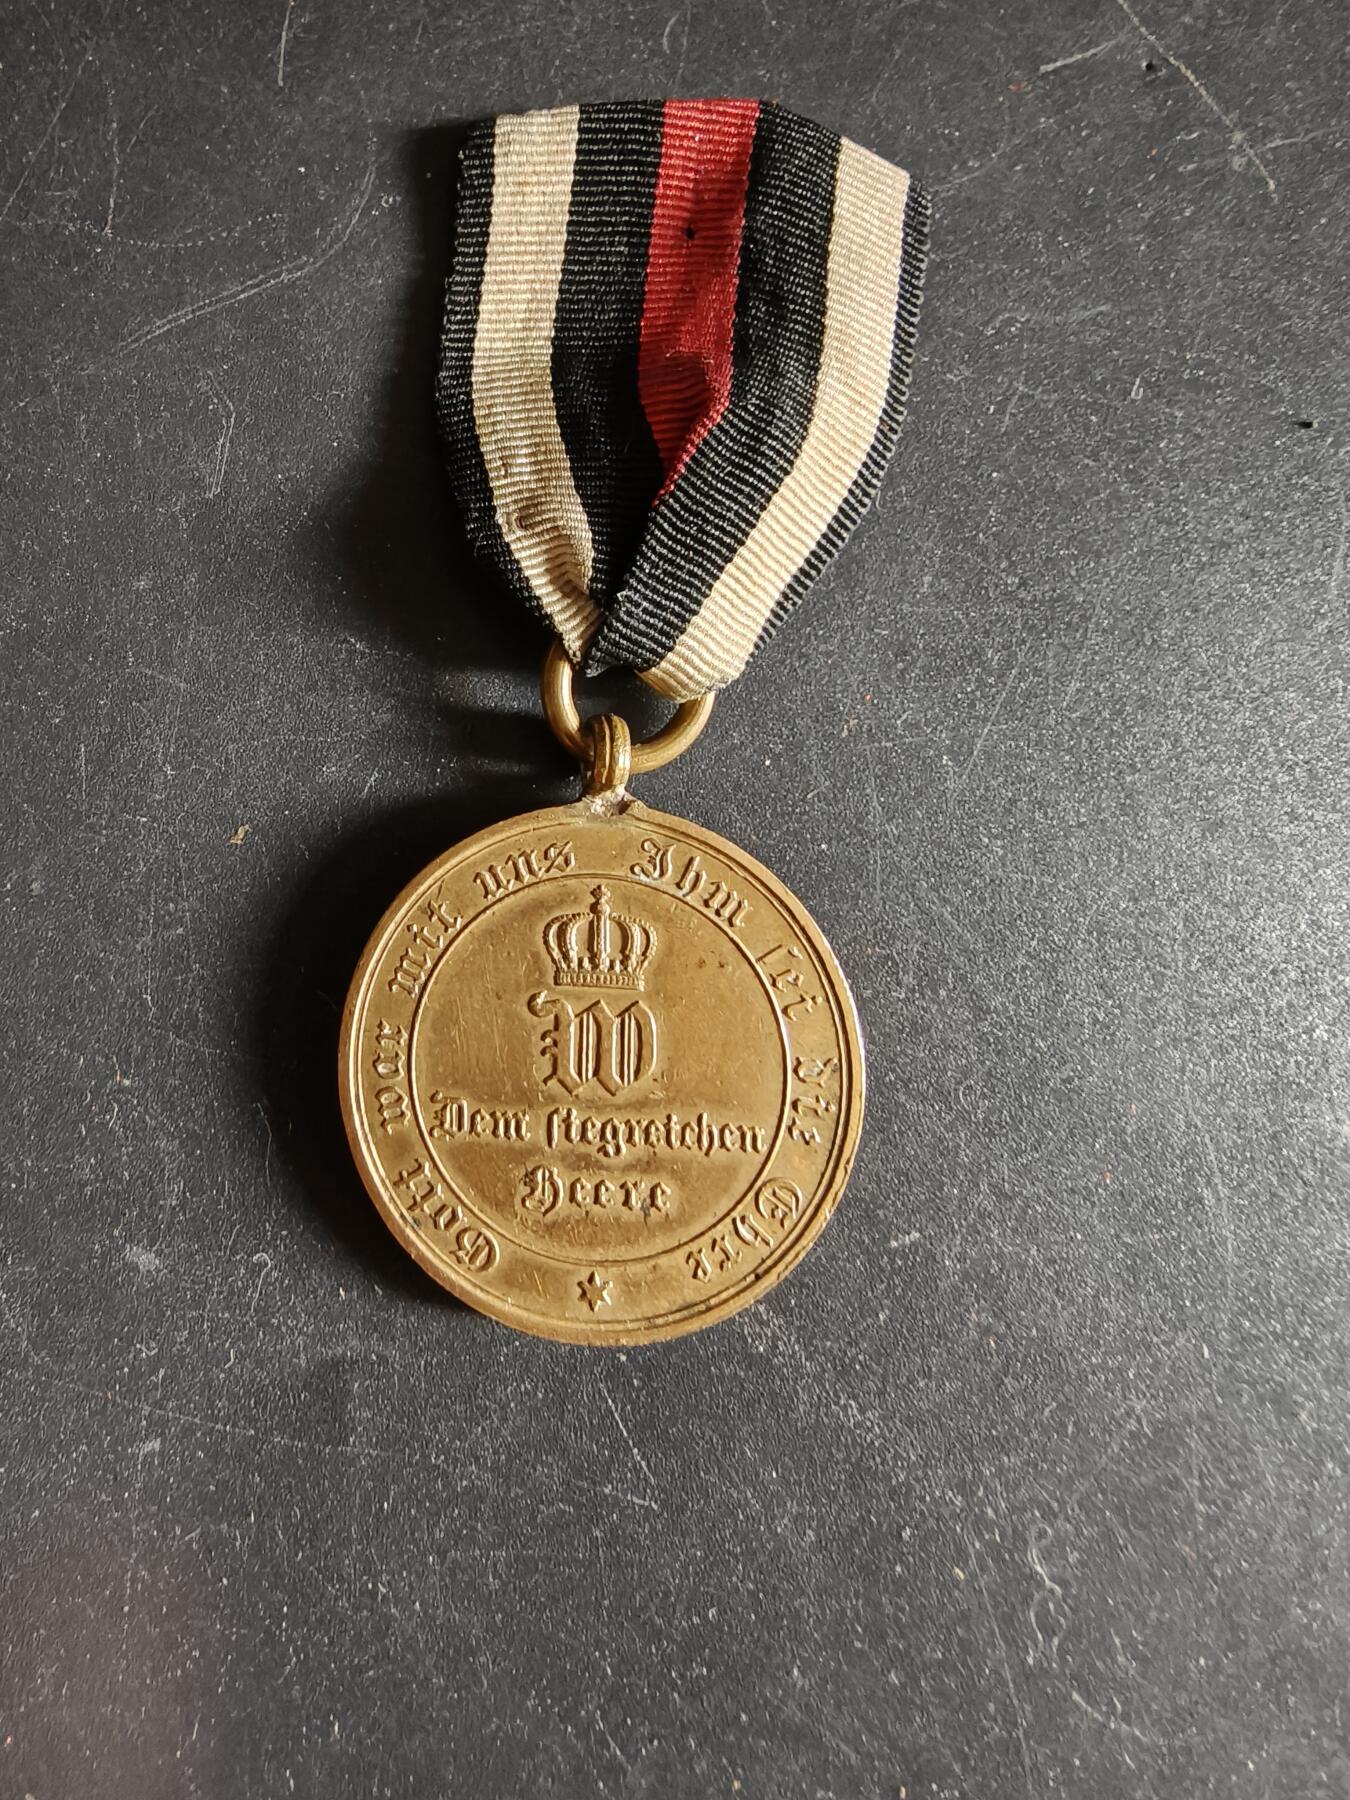 Gott war mit uns Ihm sei die Ehre
W
Dem siegreichen
Heere